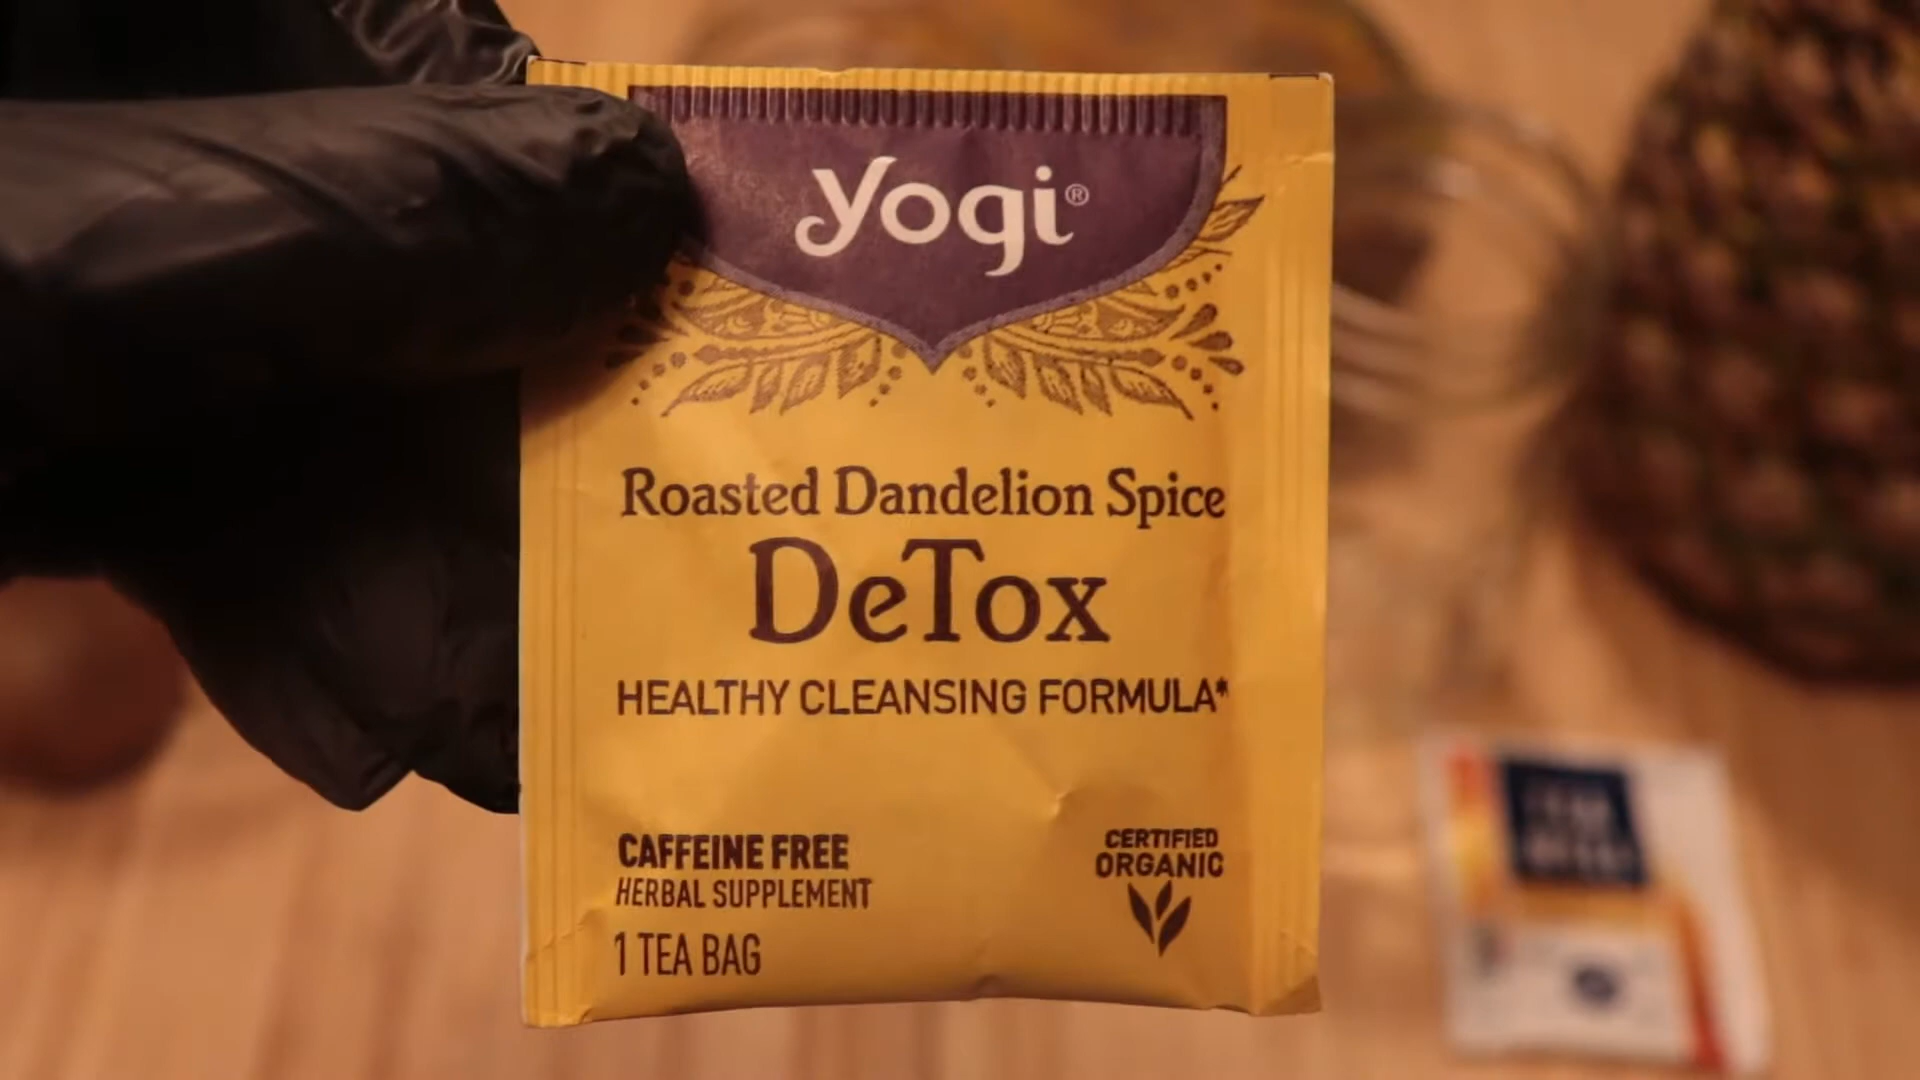 yogi®
Roasted Dandelion Spice
DeTox
HEALTHY CLEANSING FORMULA*
CAFFEINE FREE
HERBAL SUPPLEMENT
1 TEA BAG
CERTIFIED
ORGANIC